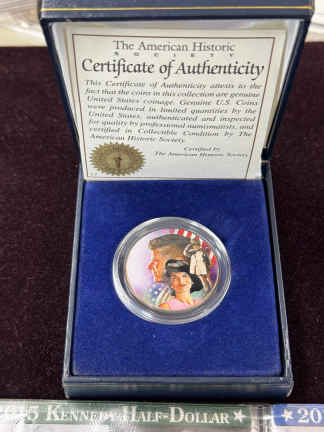 The American Historic
SOCIETY
Certificate of Authenticity
This Certificate of Authenticity attests to the
fact that the coins in this collection are genuine
United States coinage. Genuine U.S. Coins
were produced in limited quantities by the
United States, authenticated and inspected
for quality by professional numismatists, and
certified in Collectible Condition by The
American Historic Society.
Certified by
The American Historic Society
2015 KENNEDY HALF-DOLLAR ★
★ 20